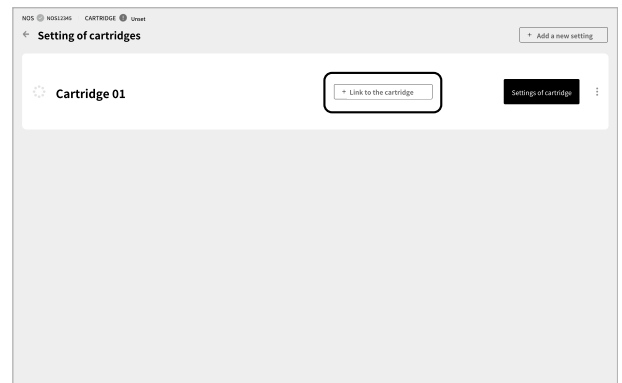 NOS NOS12345 CARTRIDGE Unset
← Setting of cartridges
+ Add a new setting
Cartridge 01
+ Link to the cartridge
Settings of cartridge